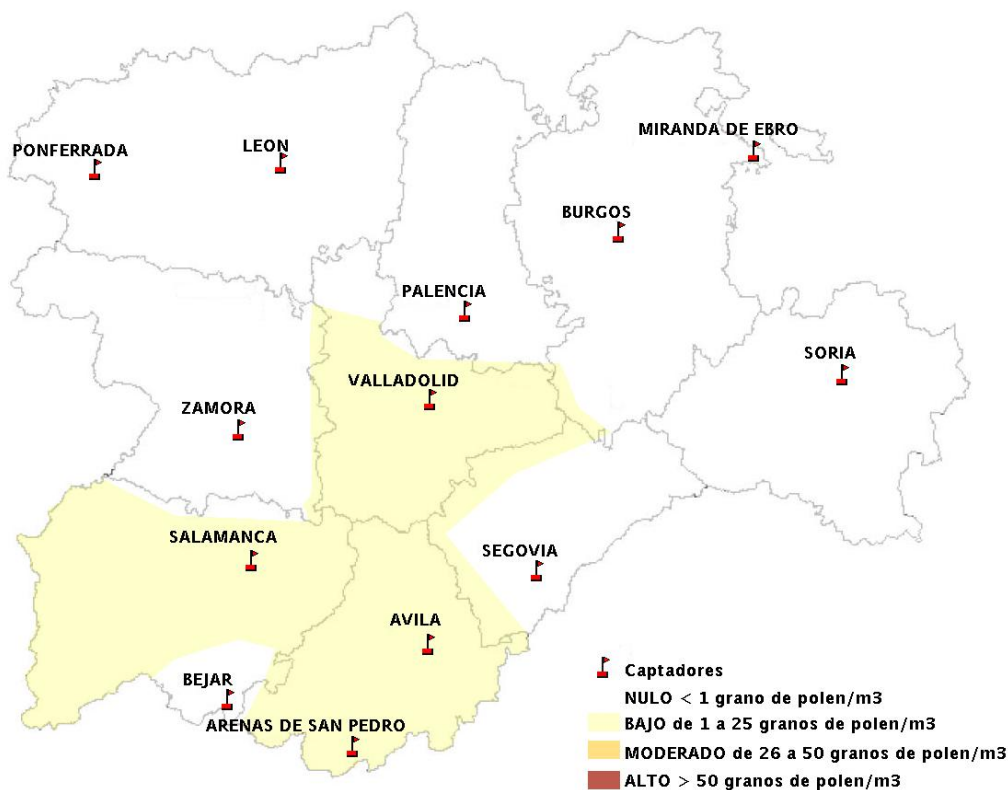 MIRANDA DE EBRO
PONFERRADA
LEON
BURGOS
PALENCIA
SORIA
VALLADOLID
ZAMORA
SALAMANCA
SEGOVIA
AVILA
BEJAR
ARENAS DE SAN PEDRO
Captadores
NULO < 1 grano de polen/m3
BAJO de 1 a 25 granos de polen/m3
MODERADO de 26 a 50 granos de polen/m3
ALTO > 50 granos de polen/m3